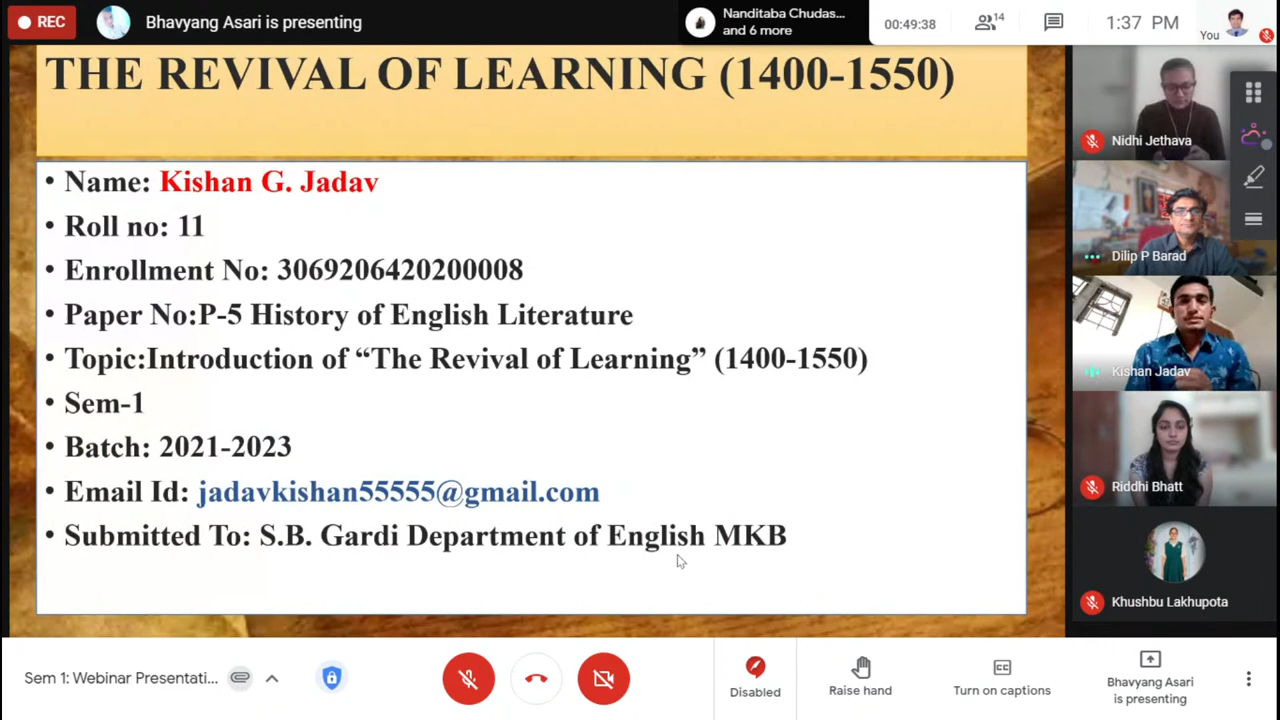 REC
Bhavyang Asari is presenting
Nanditaba Chudas...
and 6 more
00:49:38
14
1:37 PM
You
THE REVIVAL OF LEARNING (1400-1550)
• Name: Kishan G. Jadav
• Roll no: 11
• Enrollment No: 3069206420200008
• Paper No:P-5 History of English Literature
• Topic:Introduction of “The Revival of Learning” (1400-1550)
• Sem-1
• Batch: 2021-2023
• Email Id: jadavkishan55555@gmail.com
• Submitted To: S.B. Gardi Department of English MKB
Nidhi Jethava
Dilip P Barad
Kishan Jadav
Riddhi Bhatt
Khushbu Lakhupota
Sem 1: Webinar Presentati...
Disabled
Raise hand
CC
Turn on captions
Bhavyang Asari
is presenting